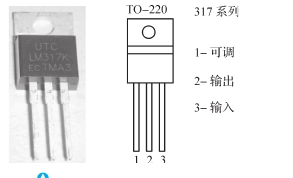 TO-220
317 系列
UTC
LM317K
ECTMA3
1- 可调
2- 输出
3- 输入
1 2 3